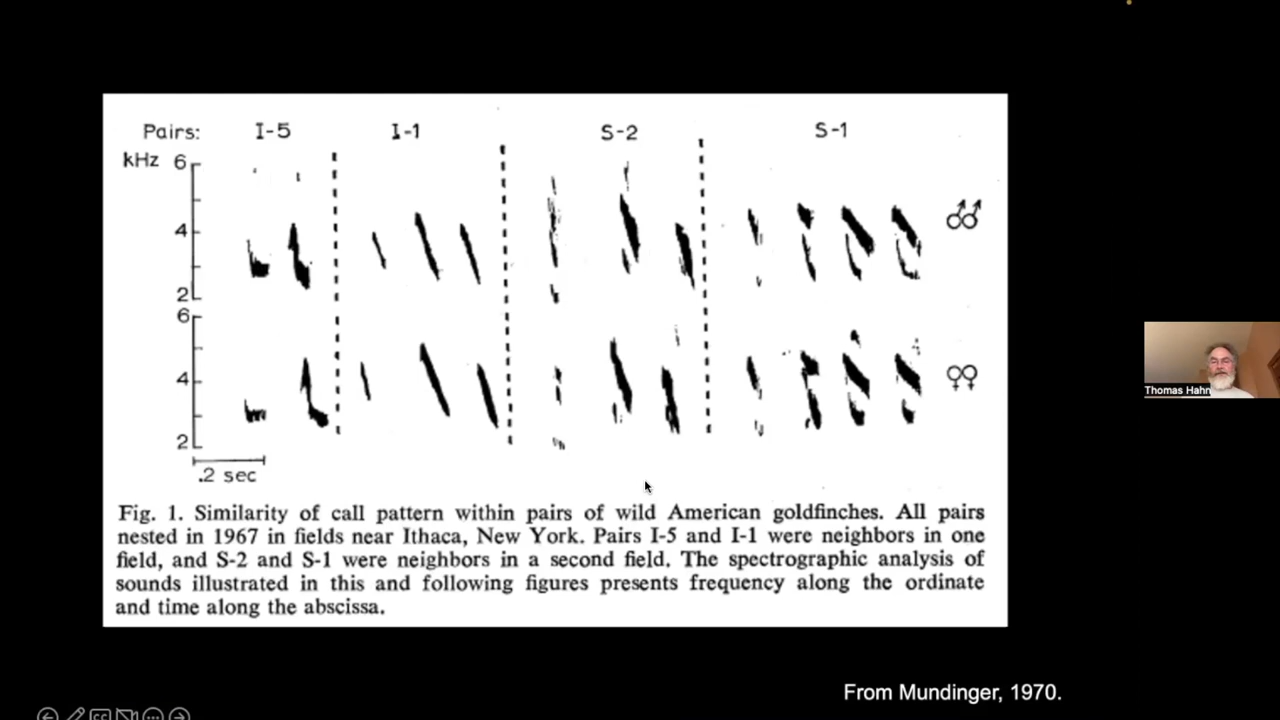 Pairs: I-5 I-1 S-2 S-1
kHz 6
4
2
♂♂
6
4
2
♀♀
.2 sec
Fig. 1. Similarity of call pattern within pairs of wild American goldfinches. All pairs
nested in 1967 in fields near Ithaca, New York. Pairs I-5 and I-1 were neighbors in one
field, and S-2 and S-1 were neighbors in a second field. The spectrographic analysis of
sounds illustrated in this and following figures presents frequency along the ordinate
and time along the abscissa.
Thomas Hahn
From Mundinger, 1970.
CC